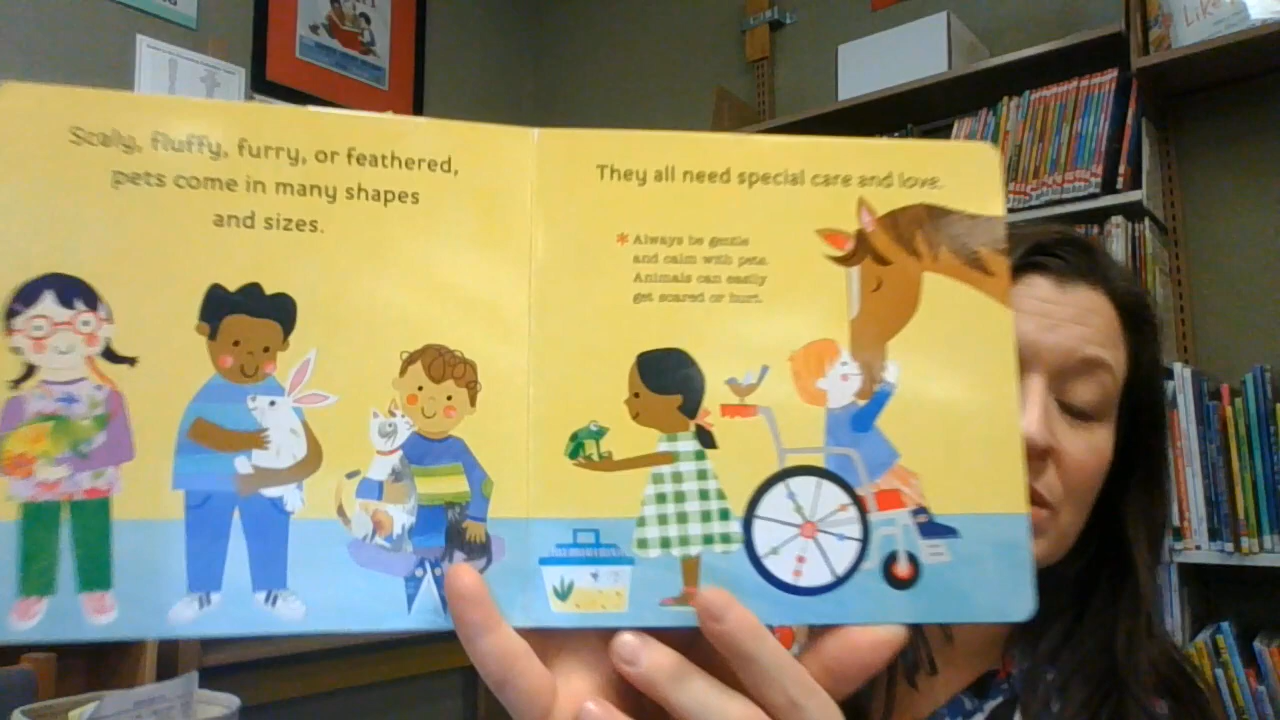 Scaly, fluffy, furry, or feathered,
pets come in many shapes
and sizes.
They all need special care and love.
* Always be gentle
and calm with pets.
Animals can easily
get scared or hurt.
Like